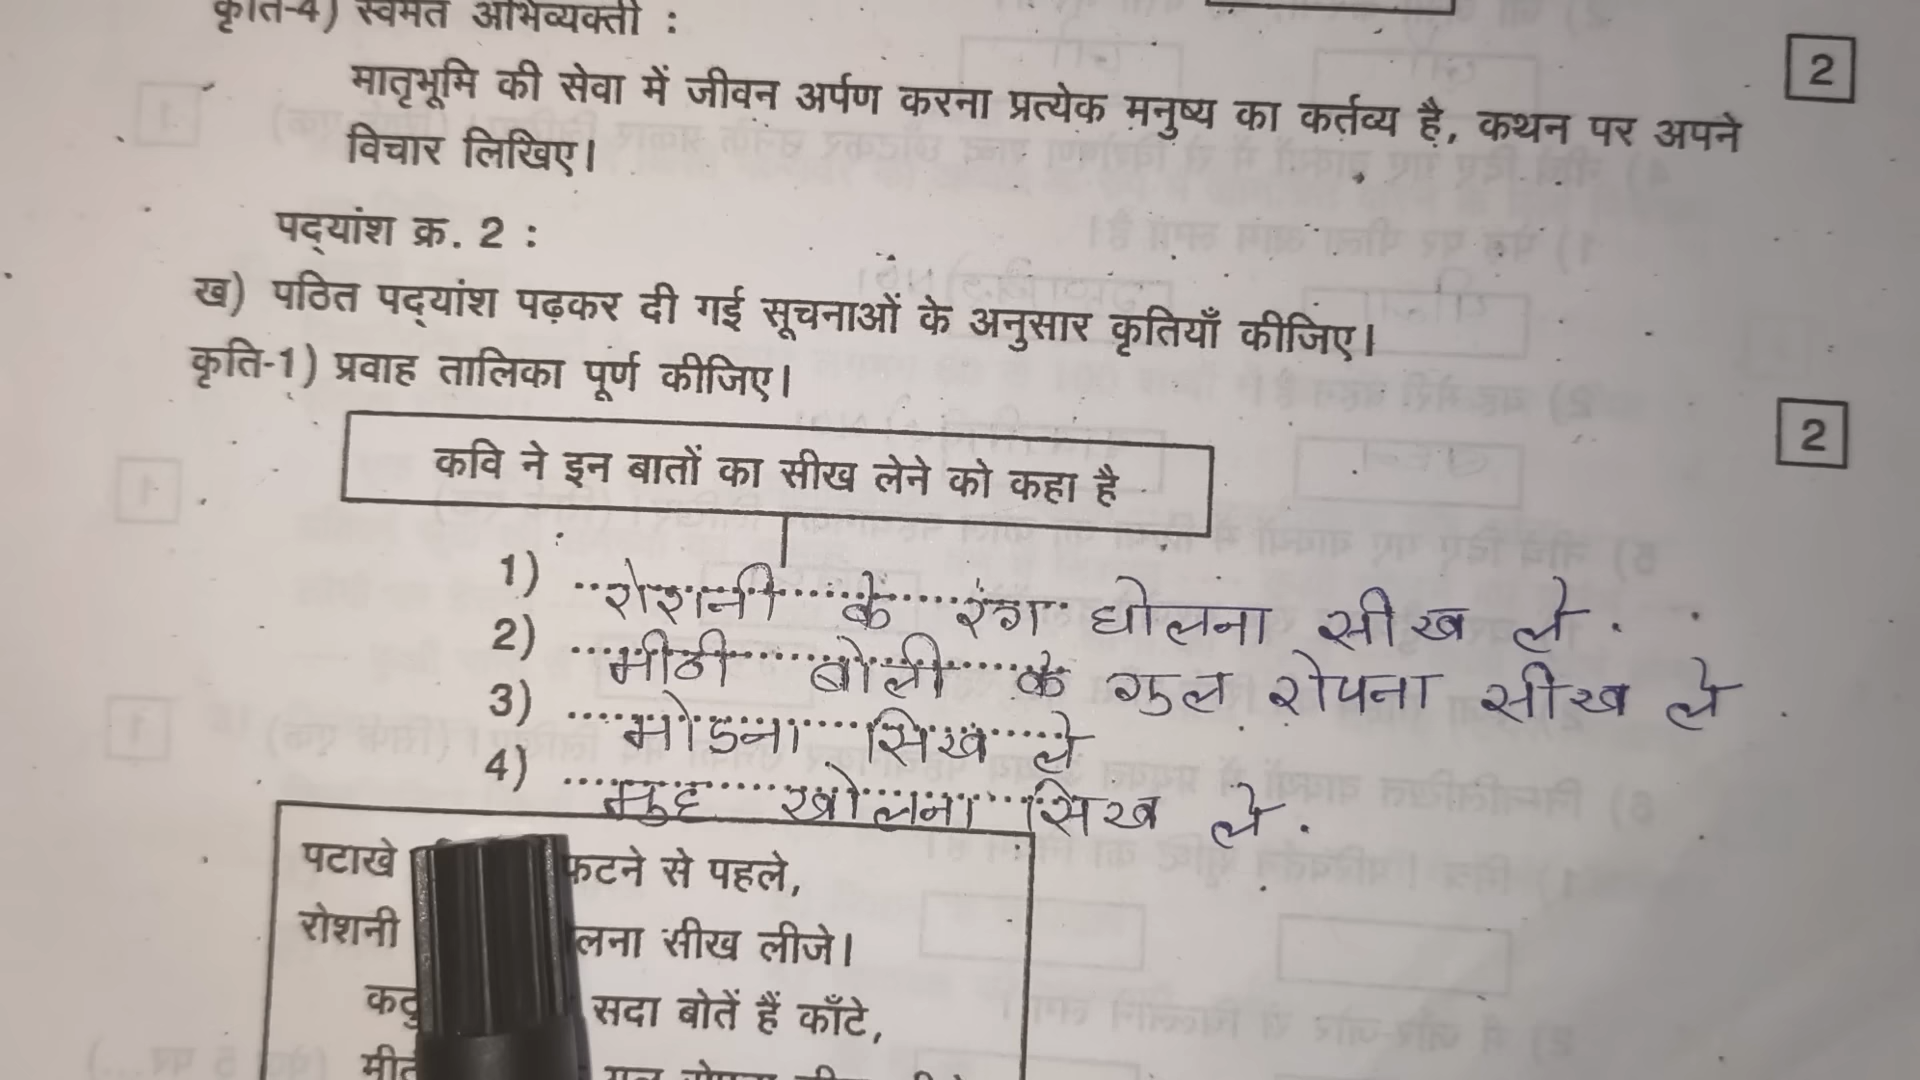 कृति-4) स्वमत अभिव्यक्ती :
2
मातृभूमि की सेवा में जीवन अर्पण करना प्रत्येक मनुष्य का कर्तव्य है, कथन पर अपने
विचार लिखिए।
पद्यांश क्र. 2 :
ख) पठित पद्यांश पढ़कर दी गई सूचनाओं के अनुसार कृतियाँ कीजिए।
कृति-1) प्रवाह तालिका पूर्ण कीजिए।
2
कवि ने इन बातों का सीख लेने को कहा है
1) रोशनी के रंग घोलना सीख ले .
2) मीठी बोली के गुल रोपना सीख ले .
3) मोडना सिख ले
4) मुह खोलना सिख ले .
पटाखे फटने से पहले,
रोशनी लना सीख लीजे।
कदु सदा बोतें हैं काँटे,